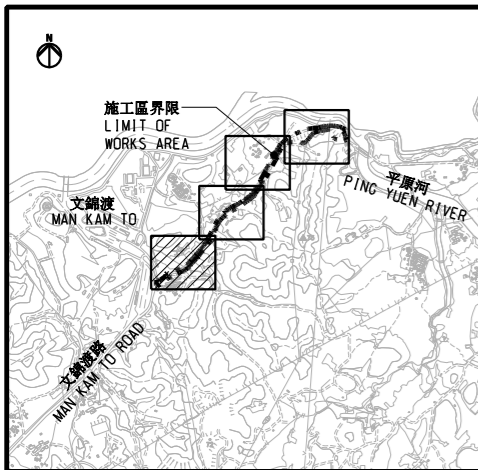 N
施工區界限
LIMIT OF
WORKS AREA
文錦渡
MAN KAM TO
平原河
PING YUEN RIVER
文錦渡路
MAN KAM TO ROAD